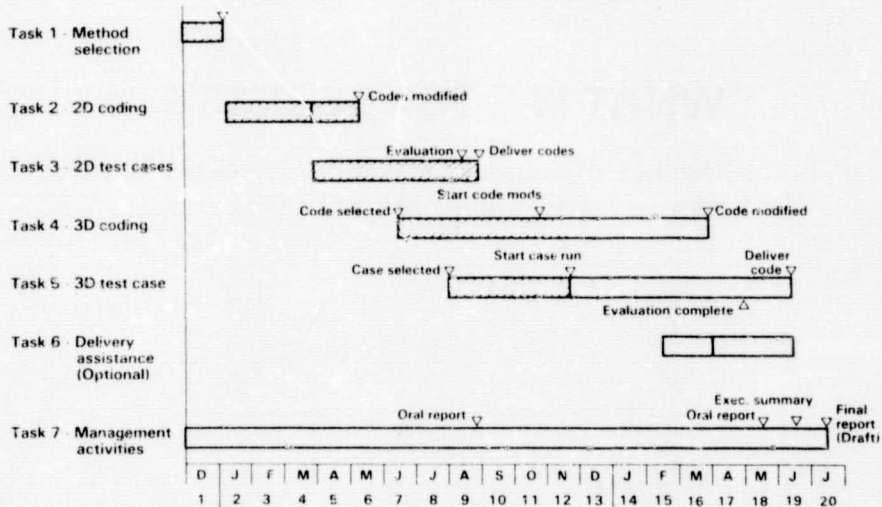 Task 1 - Method
selection
Task 2 - 2D coding
Codes modified
Task 3 - 2D test cases
Evaluation
Deliver codes
Start code mods
Task 4 - 3D coding
Code selected
Code modified
Start case run
Deliver
code
Task 5 - 3D test case
Case selected
Evaluation complete
Task 6 - Delivery
assistance
(Optional)
Exec. summary
Oral report
Oral report
Final
report
(Draft)
Task 7 - Management
activities
D J F M A M J J A S O N D J F M A M J J
1 2 3 4 5 6 7 8 9 10 11 12 13 14 15 16 17 18 19 20